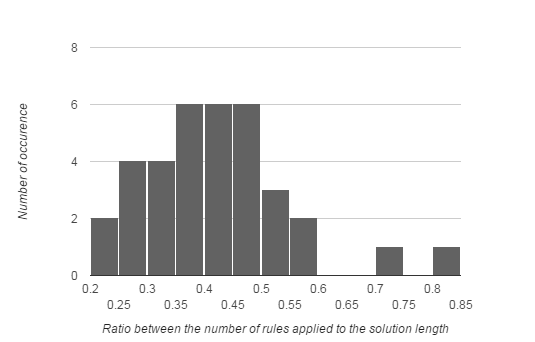 8
6
4
2
0
Number of occurence
0.2 0.3 0.4 0.5 0.6 0.7 0.8
0.25 0.35 0.45 0.55 0.65 0.75 0.85
Ratio between the number of rules applied to the solution length